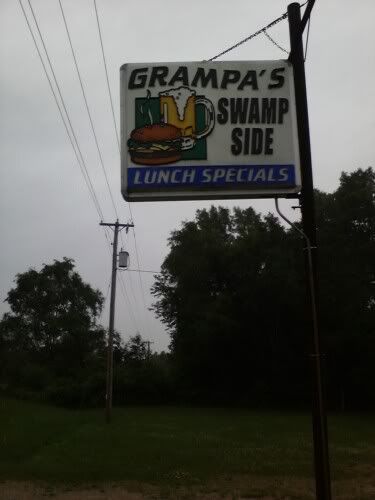 GRAMPA'S
SWAMP
SIDE
LUNCH SPECIALS